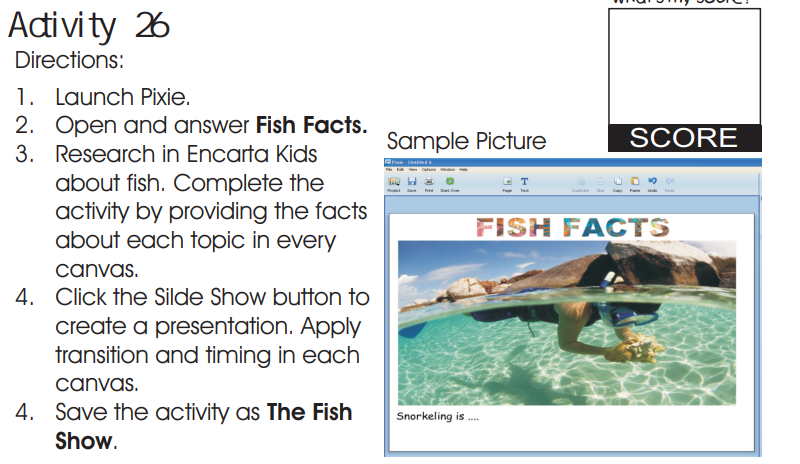 Activity 26
what's my score?
Directions:
1. Launch Pixie.
2. Open and answer Fish Facts.
3. Research in Encarta Kids
about fish. Complete the
activity by providing the facts
about each topic in every
canvas.
4. Click the Silde Show button to
create a presentation. Apply
transition and timing in each
canvas.
4. Save the activity as The Fish
Show.
SCORE
Sample Picture
Pixie - Untitled A
File Edit View Options Window Help
Project Save Print Start Over Page Text Duplicate Copy Paste Undo Redo
FISH FACTS
Snorkeling is ....